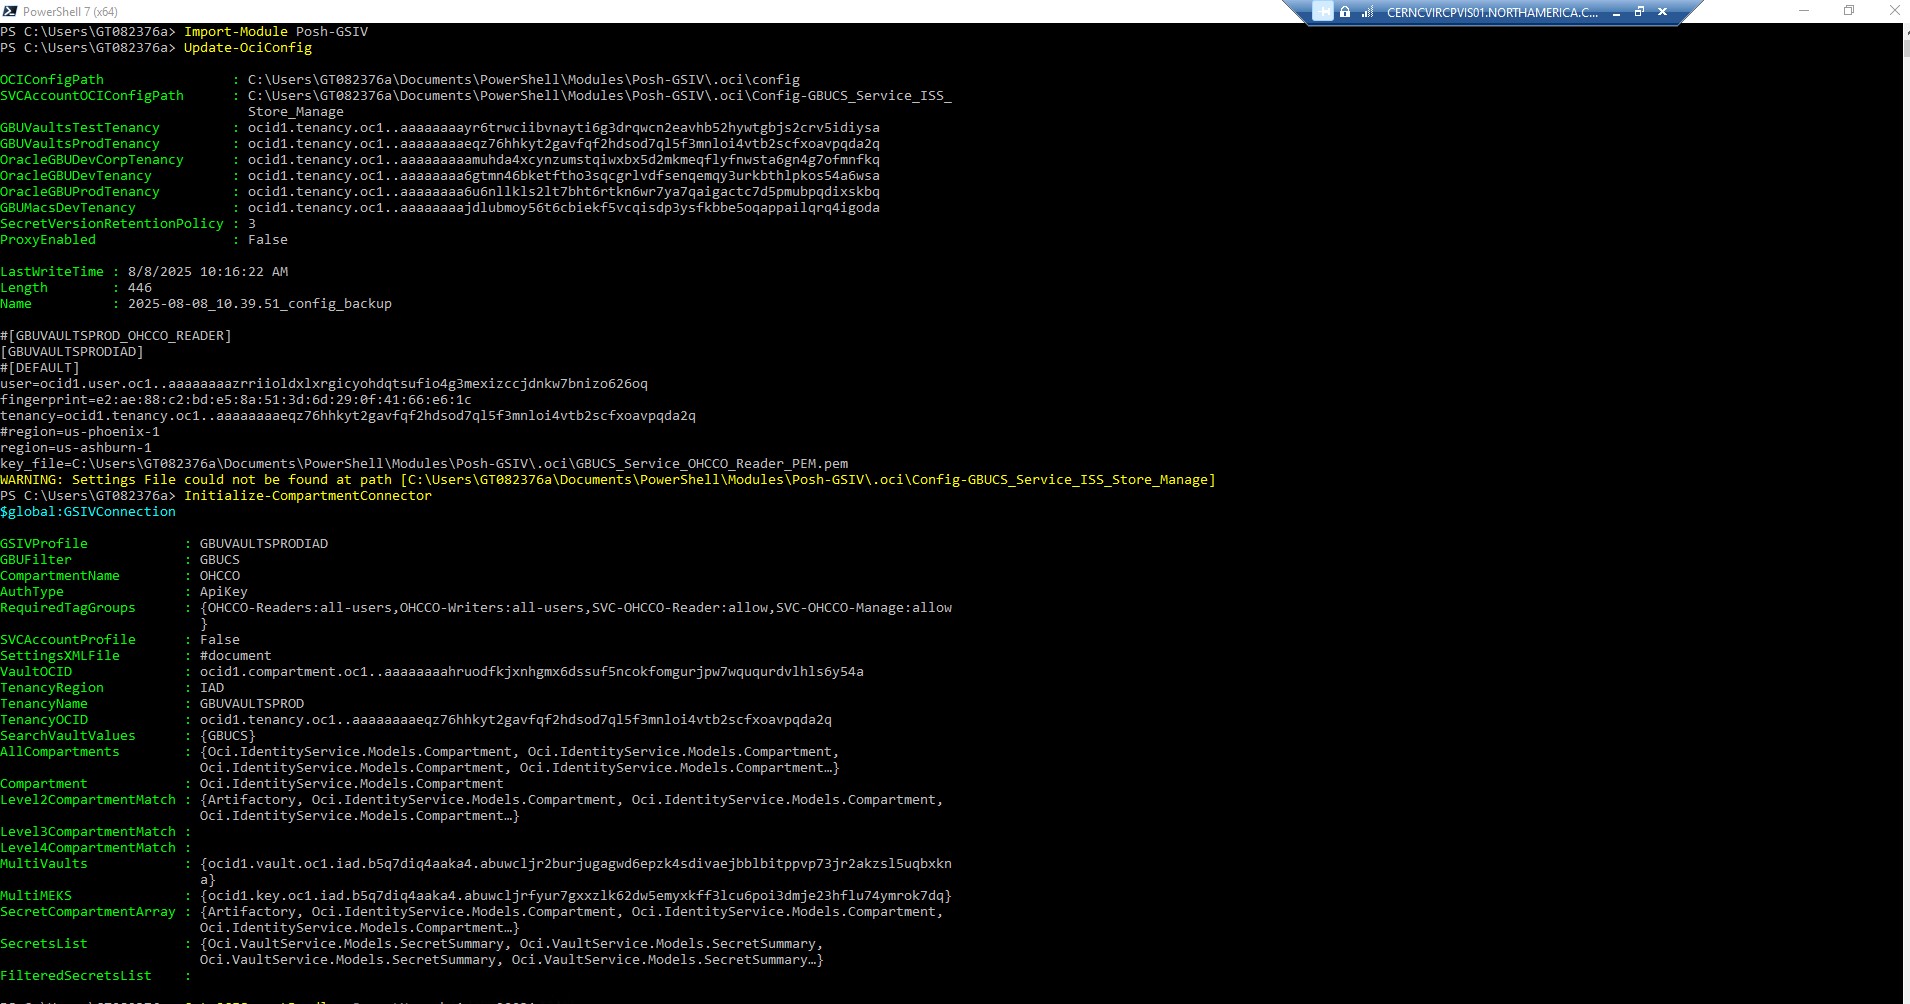 PowerShell 7 (x64)
CERNCVIRCPVIS01.NORTHAMERICA.C...
PS C:\Users\GT082376a> Import-Module Posh-GSIV
PS C:\Users\GT082376a> Update-OciConfig
OCIConfigPath : C:\Users\GT082376a\Documents\PowerShell\Modules\Posh-GSIV\.oci\config
SVCAccountOCIConfigPath : C:\Users\GT082376a\Documents\PowerShell\Modules\Posh-GSIV\.oci\Config-GBUCS_Service_ISS_
Store_Manage
GBUVaultsTestTenancy : ocid1.tenancy.oc1..aaaaaaaayr6trwciibvnayti6g3drqwcn2eavhb52hywtgbjs2crv5idiysa
GBUVaultsProdTenancy : ocid1.tenancy.oc1..aaaaaaaaeqz76hhkyt2gavfqf2hdsod7ql5f3mnloi4vtb2scfxoavpqda2q
OracleGBUDevCorpTenancy : ocid1.tenancy.oc1..aaaaaaaaamuhda4xcynzumstqiwxbx5d2mkmeqflyfnwsta6gn4g7ofmnfkq
OracleGBUDevTenancy : ocid1.tenancy.oc1..aaaaaaaa6gtmn46bketftho3sqcgrlvdfsenqemqy3urkbthlpkos54a6wsa
OracleGBUProdTenancy : ocid1.tenancy.oc1..aaaaaaaa6u6nllkls2lt7bht6rtkn6wr7ya7qaigactc7d5pmubpqdixskbq
GBUMacsDevTenancy : ocid1.tenancy.oc1..aaaaaaaajdlubmoy56t6cbiekf5vcqisdp3ysfkbbe5oqappailqrq4igoda
SecretVersionRetentionPolicy : 3
ProxyEnabled : False
LastWriteTime : 8/8/2025 10:16:22 AM
Length : 446
Name : 2025-08-08_10.39.51_config_backup
#[GBUVAULTSPROD_OHCCO_READER]
[GBUVAULTSPRODIAD]
#[DEFAULT]
user=ocid1.user.oc1..aaaaaaaazrriioldxlxrgicyohdqtsufio4g3mexizccjdnkw7bnizo626oq
fingerprint=e2:ae:88:c2:bd:e5:8a:51:3d:6d:29:0f:41:66:e6:1c
tenancy=ocid1.tenancy.oc1..aaaaaaaaeqz76hhkyt2gavfqf2hdsod7ql5f3mnloi4vtb2scfxoavpqda2q
#region=us-phoenix-1
region=us-ashburn-1
key_file=C:\Users\GT082376a\Documents\PowerShell\Modules\Posh-GSIV\.oci\GBUCS_Service_OHCCO_Reader_PEM.pem
WARNING: Settings File could not be found at path [C:\Users\GT082376a\Documents\PowerShell\Modules\Posh-GSIV\.oci\Config-GBUCS_Service_ISS_Store_Manage]
PS C:\Users\GT082376a> Initialize-CompartmentConnector
$global:GSIVConnection
GSIVProfile : GBUVAULTSPRODIAD
GBUFilter : GBUCS
CompartmentName : OHCCO
AuthType : ApiKey
RequiredTagGroups : {OHCCO-Readers:all-users,OHCCO-Writers:all-users,SVC-OHCCO-Reader:allow,SVC-OHCCO-Manage:allow
}
SVCAccountProfile : False
SettingsXMLFile : #document
VaultOCID : ocid1.compartment.oc1..aaaaaaaahruodfkjxnhgmx6dssuf5ncokfomgurjpw7wququrdvlhls6y54a
TenancyRegion : IAD
TenancyName : GBUVAULTSPROD
TenancyOCID : ocid1.tenancy.oc1..aaaaaaaaeqz76hhkyt2gavfqf2hdsod7ql5f3mnloi4vtb2scfxoavpqda2q
SearchVaultValues : {GBUCS}
AllCompartments : {Oci.IdentityService.Models.Compartment, Oci.IdentityService.Models.Compartment,
Oci.IdentityService.Models.Compartment, Oci.IdentityService.Models.Compartment…}
Compartment : Oci.IdentityService.Models.Compartment
Level2CompartmentMatch : {Artifactory, Oci.IdentityService.Models.Compartment, Oci.IdentityService.Models.Compartment,
Oci.IdentityService.Models.Compartment…}
Level3CompartmentMatch :
Level4CompartmentMatch :
MultiVaults : {ocid1.vault.oc1.iad.b5q7diq4aaka4.abuwcljr2burjugagwd6epzk4sdivaejbblbitppvp73jr2akzsl5uqbxkn
a}
MultiMEKS : {ocid1.key.oc1.iad.b5q7diq4aaka4.abuwcljrfyur7gxxzlk62dw5emyxkff3lcu6poi3dmje23hflu74ymrok7dq}
SecretCompartmentArray : {Artifactory, Oci.IdentityService.Models.Compartment, Oci.IdentityService.Models.Compartment,
Oci.IdentityService.Models.Compartment…}
SecretsList : {Oci.VaultService.Models.SecretSummary, Oci.VaultService.Models.SecretSummary,
Oci.VaultService.Models.SecretSummary, Oci.VaultService.Models.SecretSummary…}
FilteredSecretsList :